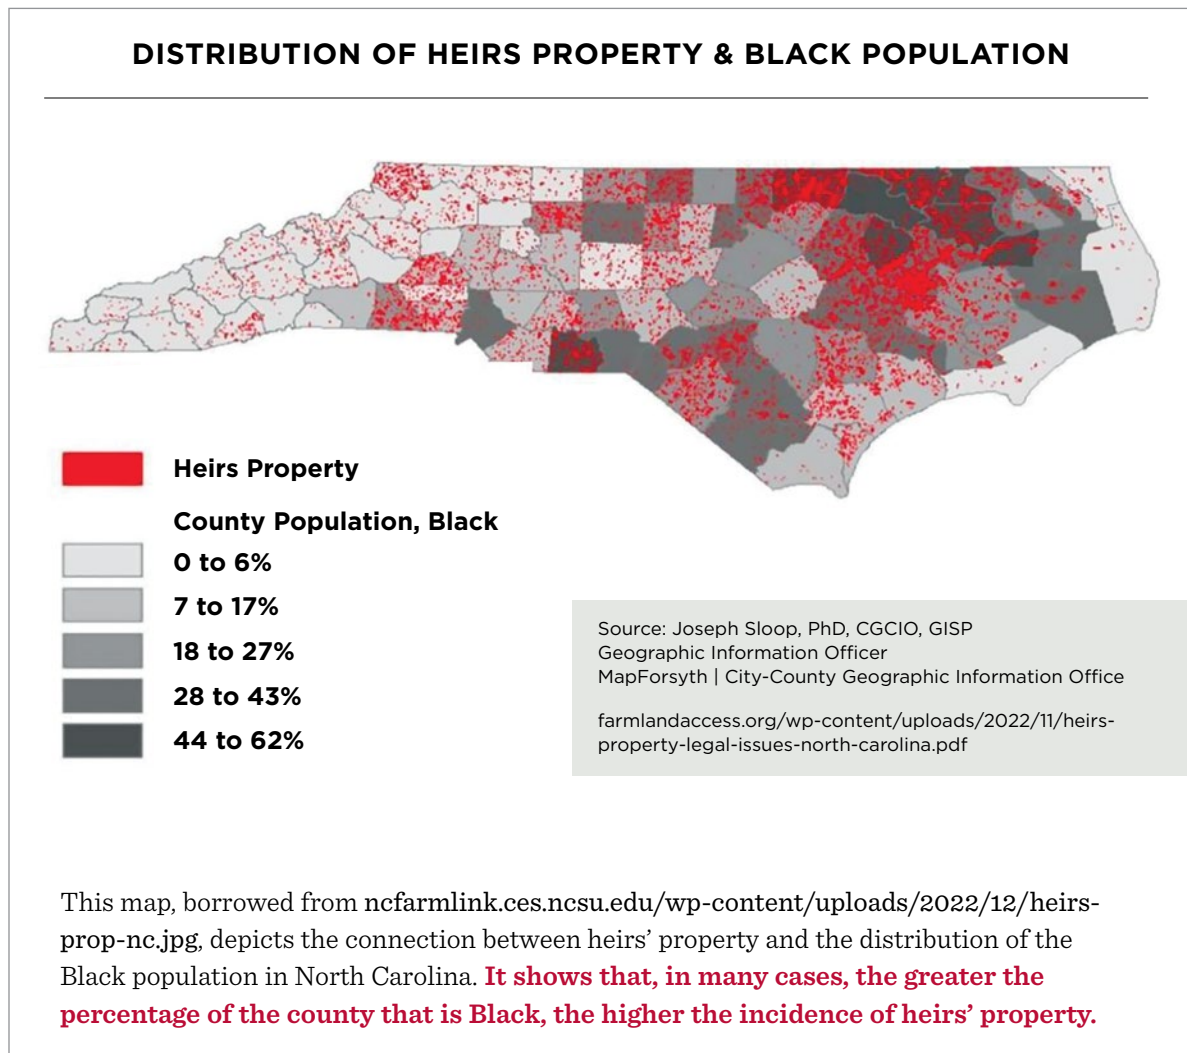 DISTRIBUTION OF HEIRS PROPERTY & BLACK POPULATION
Heirs Property
County Population, Black
0 to 6%
7 to 17%
18 to 27%
28 to 43%
44 to 62%
Source: Joseph Sloop, PhD, CGCIO, GISP
Geographic Information Officer
MapForsyth | City-County Geographic Information Office
farmlandaccess.org/wp-content/uploads/2022/11/heirs-
property-legal-issues-north-carolina.pdf
This map, borrowed from ncfarmlink.ces.ncsu.edu/wp-content/uploads/2022/12/heirs-
prop-nc.jpg, depicts the connection between heirs’ property and the distribution of the
Black population in North Carolina. It shows that, in many cases, the greater the
percentage of the county that is Black, the higher the incidence of heirs’ property.